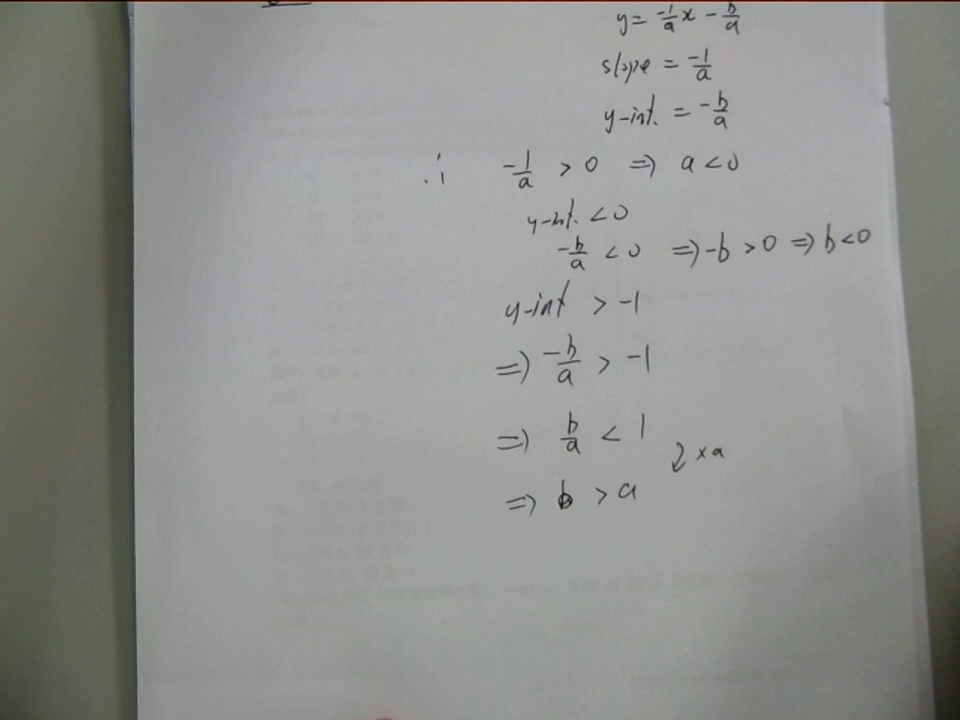 y = -1/a x - b/a
slope = -1/a
y-int. = -b/a
∴ -1/a > 0 ⇒ a < 0
y-int. < 0
-b/a < 0 ⇒ -b > 0 ⇒ b < 0
y-int > -1
⇒ -b/a > -1
⇒ b/a < 1
× a
⇒ b > a